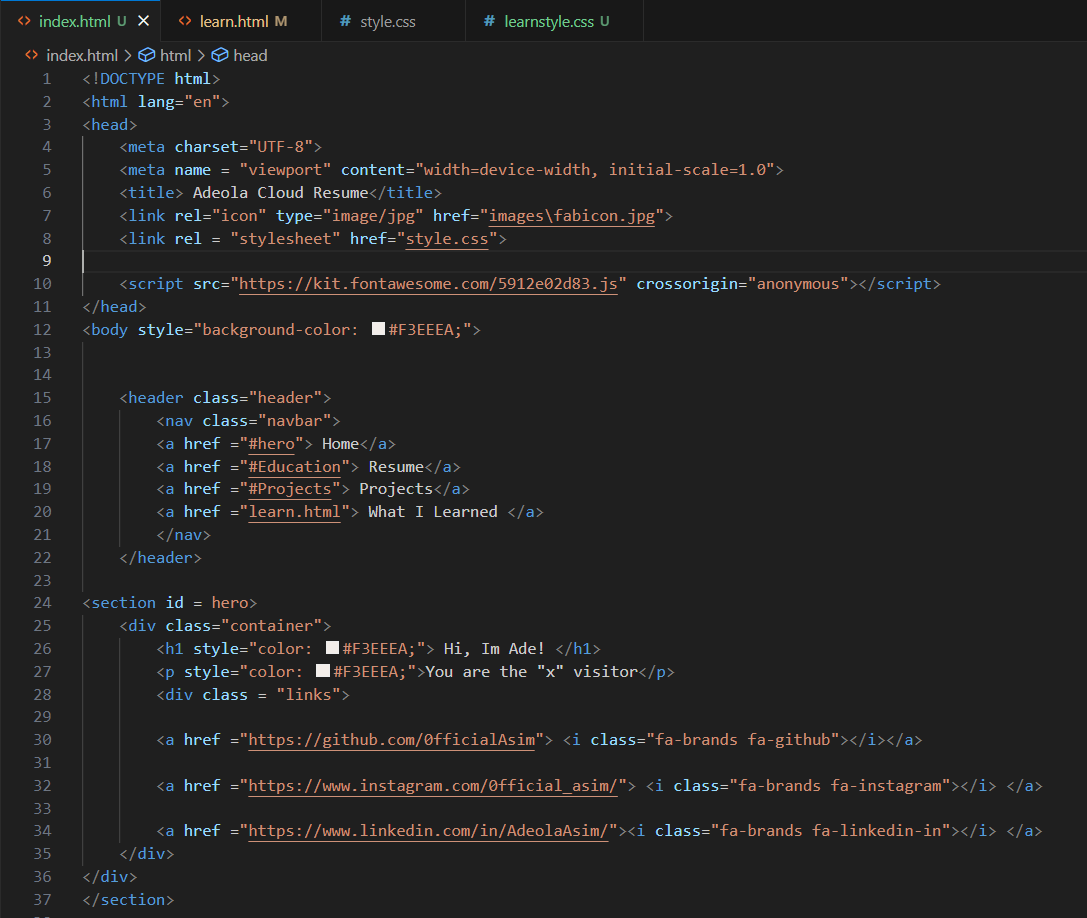 index.html U learn.html M style.css learnstyle.css U
index.html > html > head
1 <!DOCTYPE html>
2 <html lang="en">
3 <head>
4 <meta charset="UTF-8">
5 <meta name = "viewport" content="width=device-width, initial-scale=1.0">
6 <title> Adeola Cloud Resume</title>
7 <link rel="icon" type="image/jpg" href="images\fabicon.jpg">
8 <link rel = "stylesheet" href="style.css">
9
10 <script src="https://kit.fontawesome.com/5912e02d83.js" crossorigin="anonymous"></script>
11 </head>
12 <body style="background-color: #F3EEEA;">
13
14
15 <header class="header">
16 <nav class="navbar">
17 <a href ="#hero"> Home</a>
18 <a href ="#Education"> Resume</a>
19 <a href ="#Projects"> Projects</a>
20 <a href ="learn.html"> What I Learned </a>
21 </nav>
22 </header>
23
24 <section id = hero>
25 <div class="container">
26 <h1 style="color: #F3EEEA;"> Hi, Im Ade! </h1>
27 <p style="color: #F3EEEA;">You are the "x" visitor</p>
28 <div class = "links">
29
30 <a href ="https://github.com/0fficialAsim"> <i class="fa-brands fa-github"></i></a>
31
32 <a href ="https://www.instagram.com/0fficial_asim/"> <i class="fa-brands fa-instagram"></i> </a>
33
34 <a href ="https://www.linkedin.com/in/AdeolaAsim/"><i class="fa-brands fa-linkedin-in"></i> </a>
35 </div>
36 </div>
37 </section>